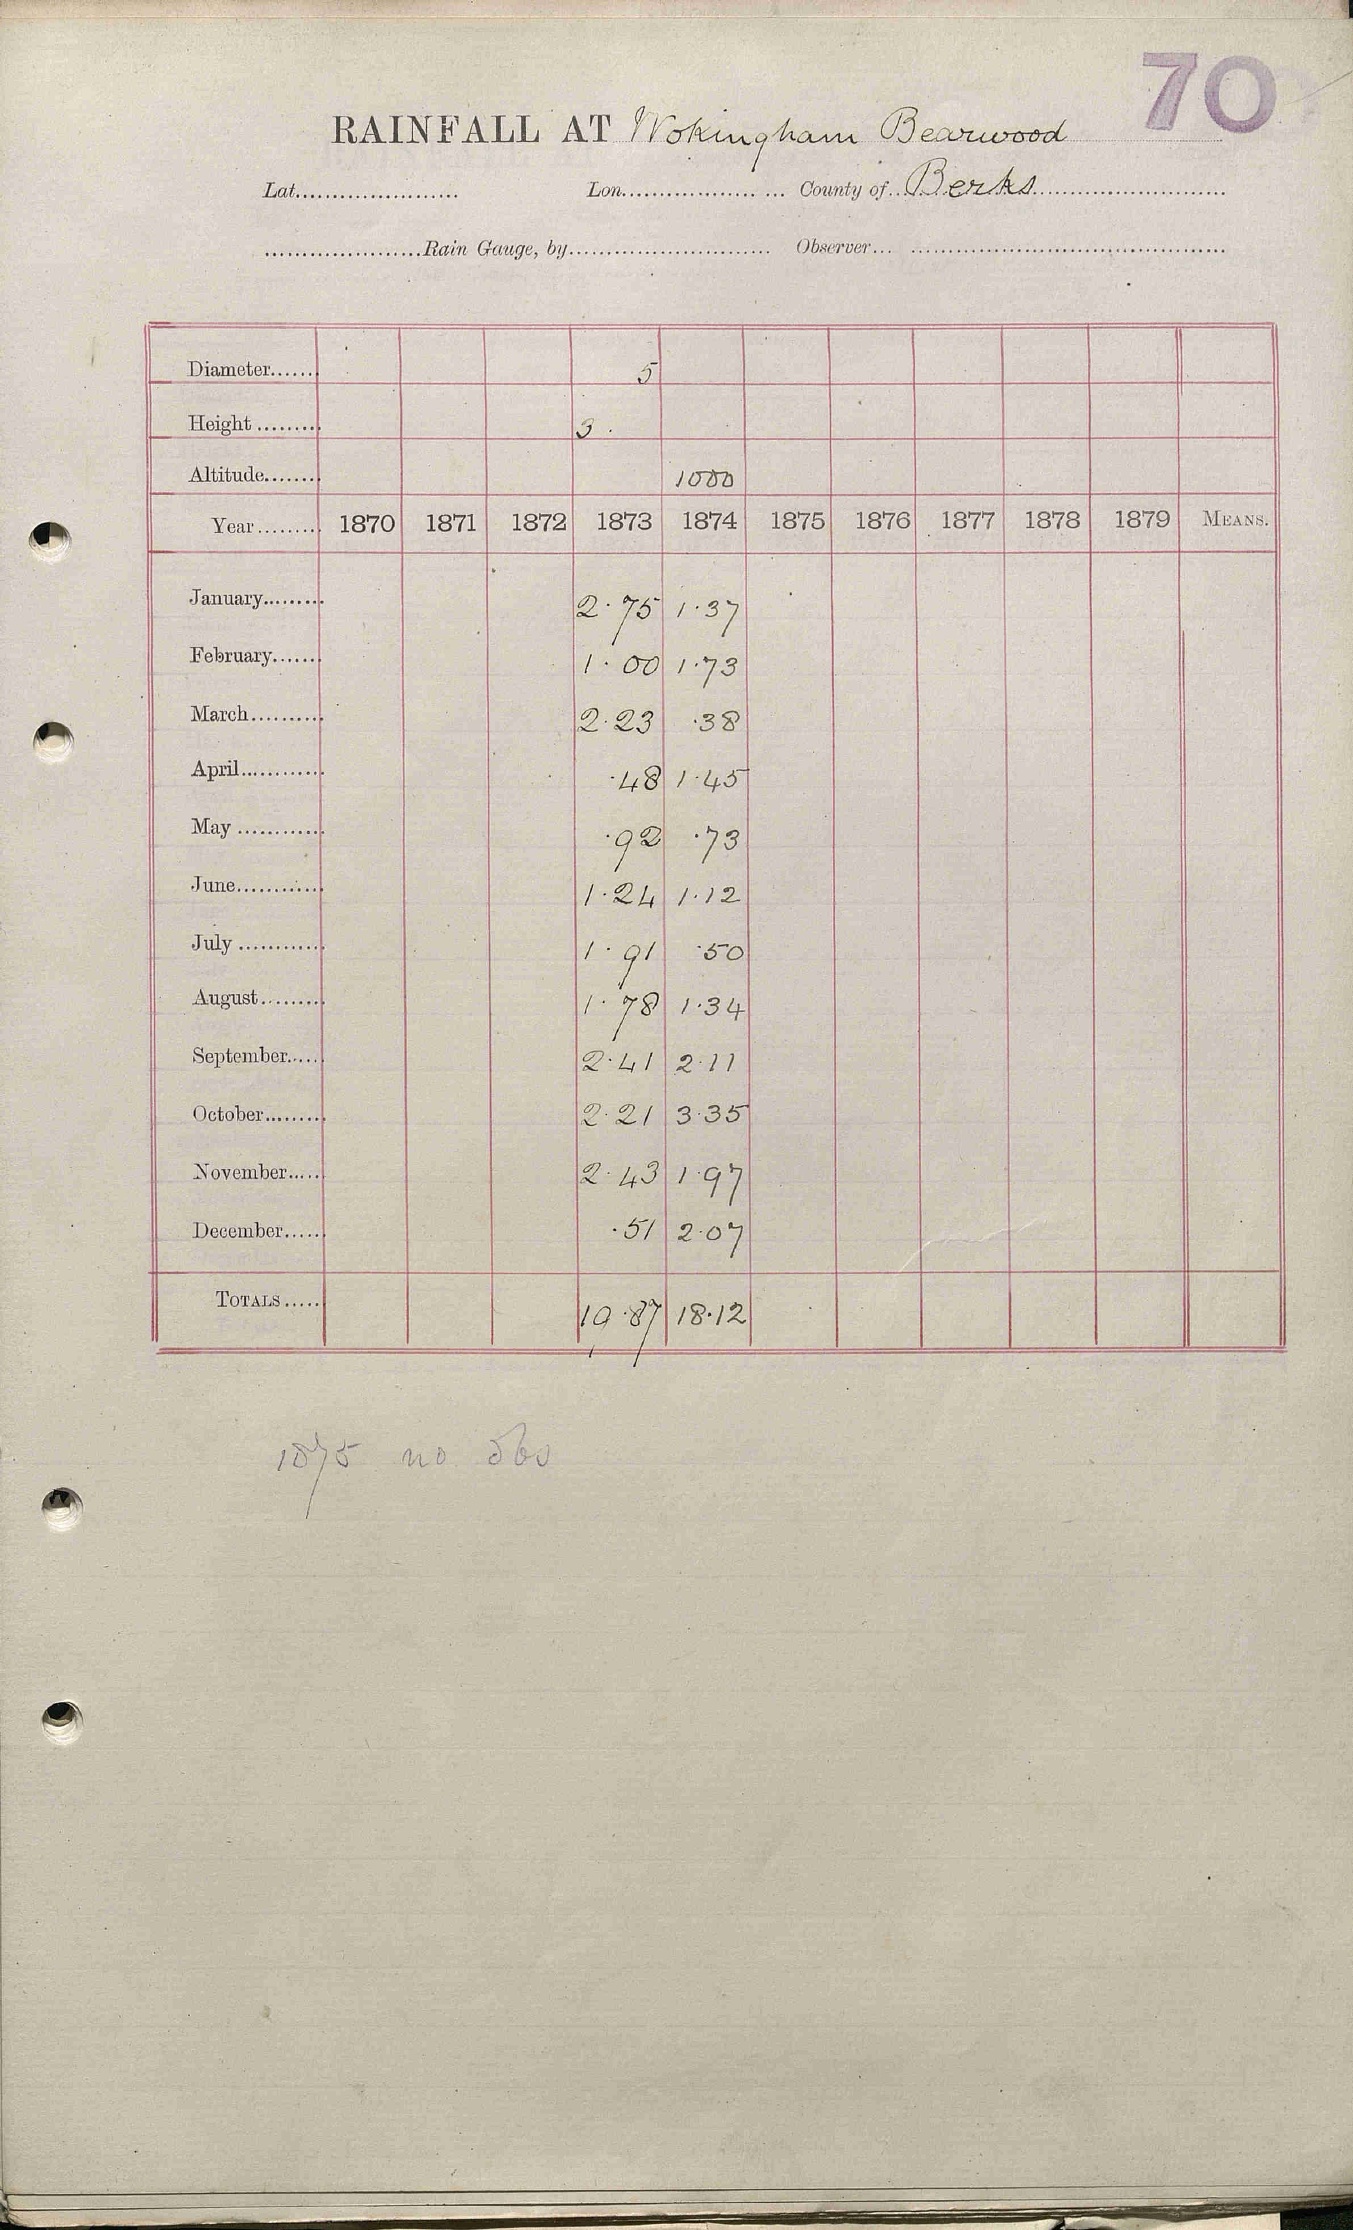 70
RAINFALL AT Wokingham Bearwood
Lat...................... Lon.................. ... County of...Berks..........................
.....................Rain Gauge, by........................... Observer... ..........................................
Diameter...... 5
Height ......... 3 .
Altitude........ 1000
Year......... 1870 1871 1872 1873 1874 1875 1876 1877 1878 1879 MEANS.
January......... 2.75 1.37
February....... 1.00 1.73
March.......... 2.23 .38
April............ .48 1.45
May ............ .92 .73
June............ 1.24 1.12
July ............ 1.91 .50
August......... 1.78 1.34
September..... 2.41 2.11
October......... 2.21 3.35
November..... 2.43 1.97
December..... .51 2.07
TOTALS..... 19.87 18.12
1875 no obs